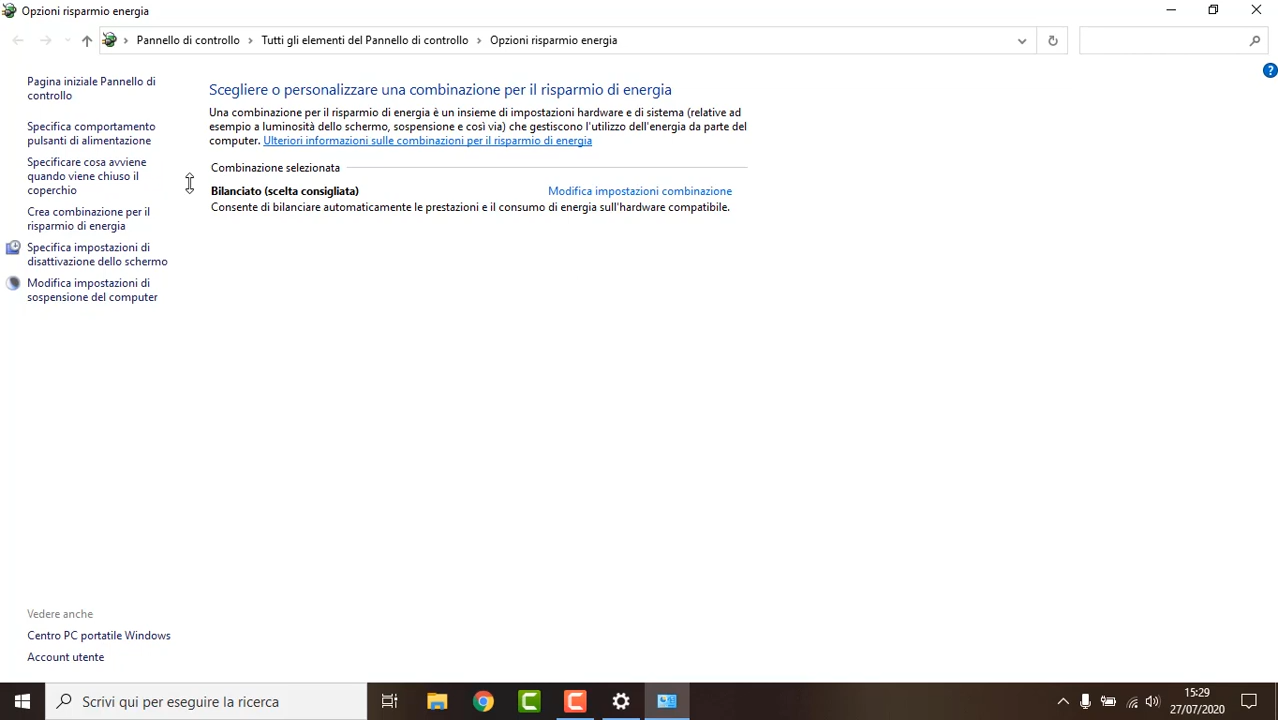 Opzioni risparmio energia
Pannello di controllo
Tutti gli elementi del Pannello di controllo
Opzioni risparmio energia
?
Pagina iniziale Pannello di
controllo
Specifica comportamento
pulsanti di alimentazione
Specificare cosa avviene
quando viene chiuso il
coperchio
Crea combinazione per il
risparmio di energia
Specifica impostazioni di
disattivazione dello schermo
Modifica impostazioni di
sospensione del computer
Scegliere o personalizzare una combinazione per il risparmio di energia
Una combinazione per il risparmio di energia è un insieme di impostazioni hardware e di sistema (relative ad
esempio a luminosità dello schermo, sospensione e così via) che gestiscono l'utilizzo dell'energia da parte del
computer. Ulteriori informazioni sulle combinazioni per il risparmio di energia
Combinazione selezionata
Bilanciato (scelta consigliata)
Modifica impostazioni combinazione
Consente di bilanciare automaticamente le prestazioni e il consumo di energia sull'hardware compatibile.
Vedere anche
Centro PC portatile Windows
Account utente
Scrivi qui per eseguire la ricerca
C
C
15:29
27/07/2020